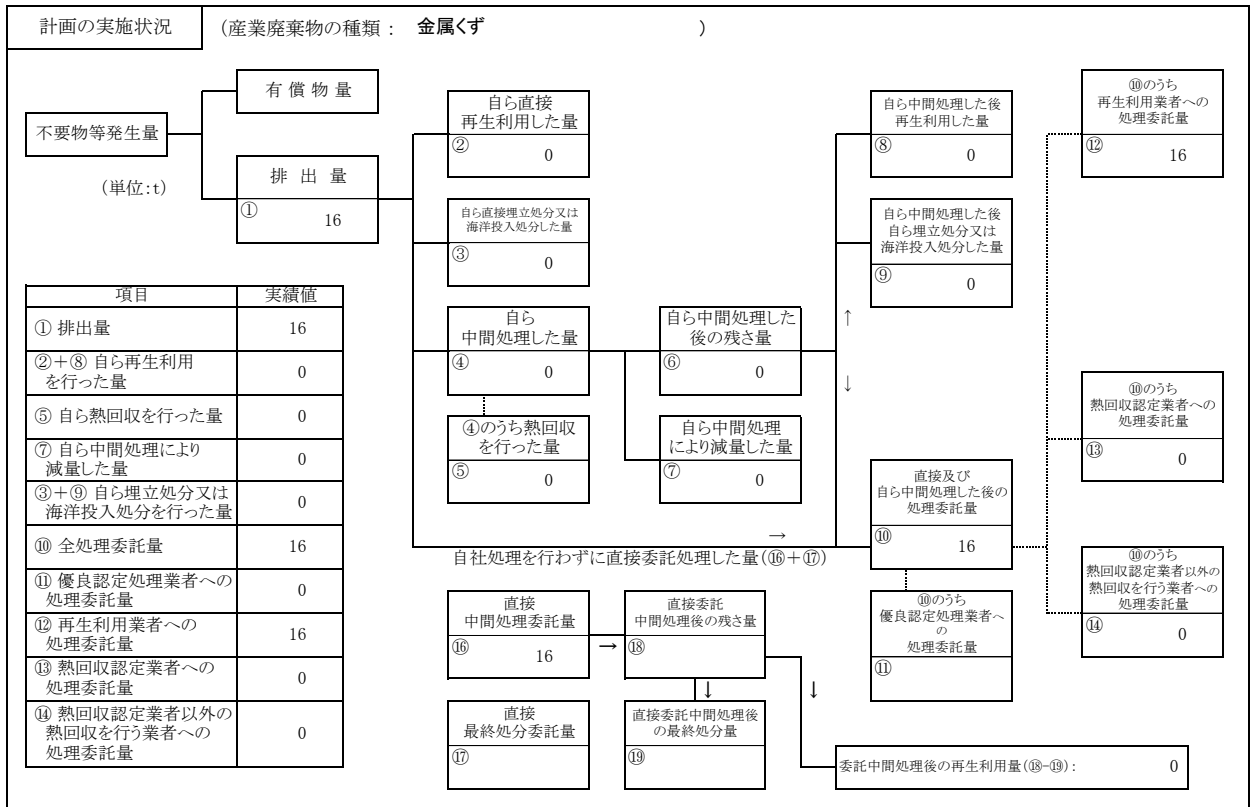 計画の実施状況
(産業廃棄物の種類： 金属くず )
不要物等発生量
(単位:t)
有 償 物 量
排 出 量
①
16
自ら直接
再生利用した量
②
0
自ら直接埋立処分又は
海洋投入処分した量
③
0
自ら
中間処理した量
④
0
④のうち熱回収
を行った量
⑤
0
自ら中間処理した
後の残さ量
⑥
0
自ら中間処理
により減量した量
⑦
0
自ら中間処理した後
再生利用した量
⑧
0
自ら中間処理した後
自ら埋立処分又は
海洋投入処分した量
⑨
0
↑
↓
直接及び
自ら中間処理した後の
処理委託量
⑩
16
⑩のうち
優良認定処理業者へ
の
処理委託量
⑪
⑩のうち
再生利用業者への
処理委託量
⑫
16
⑩のうち
熱回収認定業者への
処理委託量
⑬
0
⑩のうち
熱回収認定業者以外の
熱回収を行う業者への
処理委託量
⑭
0
→
自社処理を行わずに直接委託処理した量(⑯＋⑰)
直接
中間処理委託量
⑯
16
→
直接委託
中間処理後の残さ量
⑱
↓
↓
直接
最終処分委託量
⑰
直接委託中間処理後
の最終処分量
⑲
委託中間処理後の再生利用量(⑱-⑲)： 0
項目 実績値
① 排出量 16
②＋⑧ 自ら再生利用
を行った量
0
⑤ 自ら熱回収を行った量 0
⑦ 自ら中間処理により
減量した量
0
③＋⑨ 自ら埋立処分又は
海洋投入処分を行った量
0
⑩ 全処理委託量 16
⑪ 優良認定処理業者への
処理委託量
0
⑫ 再生利用業者への
処理委託量
16
⑬ 熱回収認定業者への
処理委託量
0
⑭ 熱回収認定業者以外の
熱回収を行う業者への
処理委託量
0